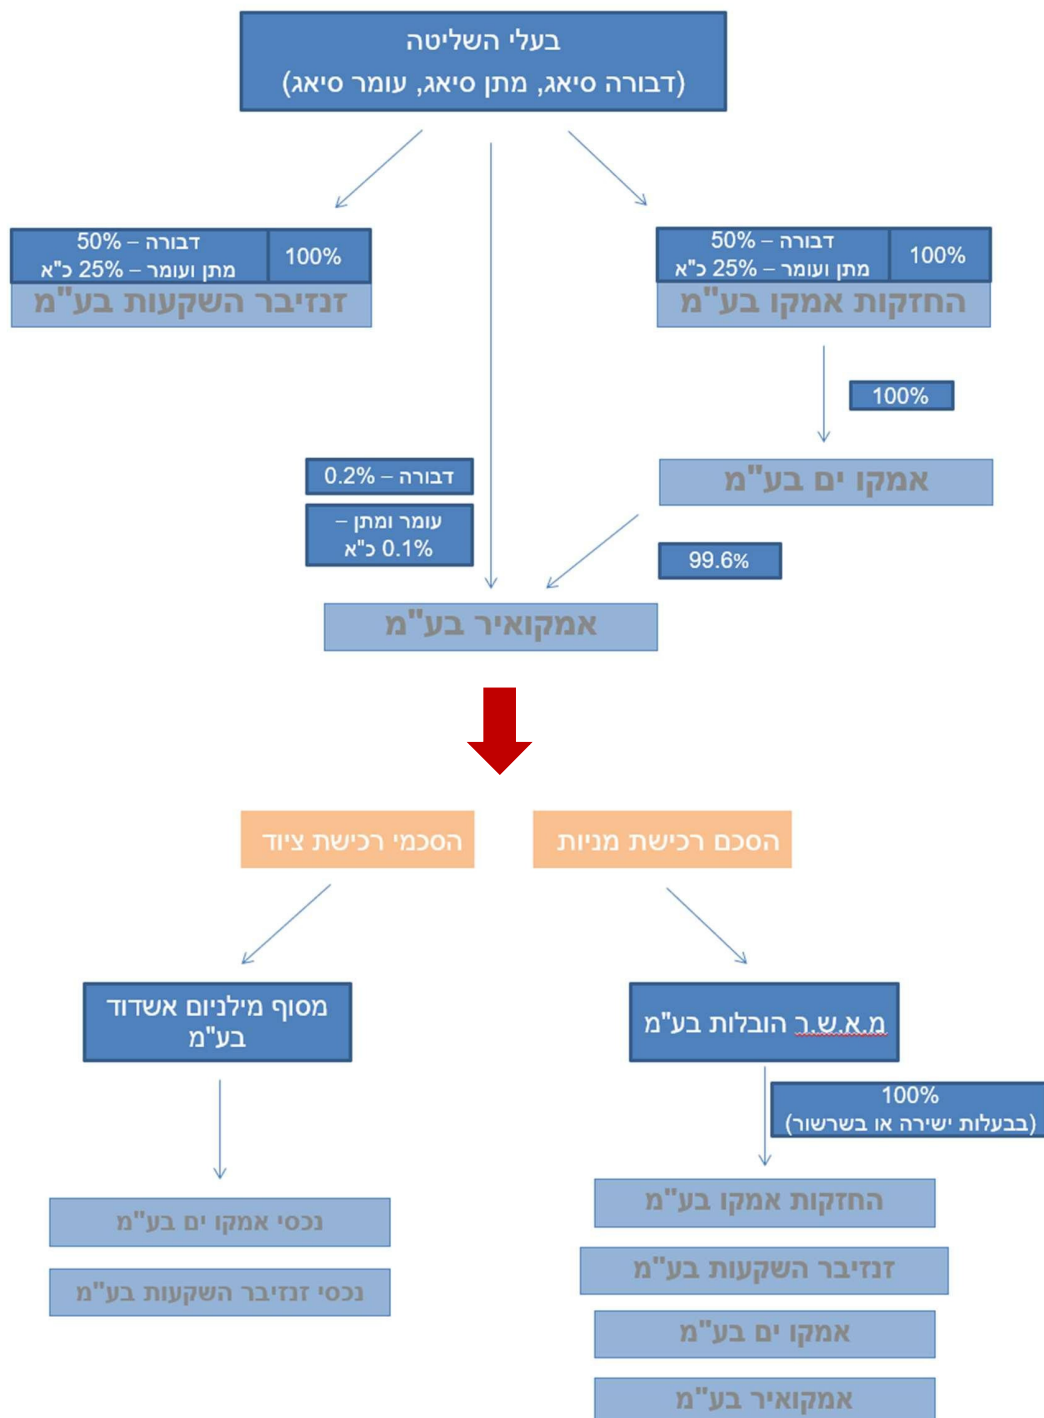 בעלי השליטה
(דבורה סיאג, מתן סיאג, עומר סיאג)
דבורה – 50%
מתן ועומר – 25% כ"א
100%
החזקות אמקו בע"מ
דבורה – 50%
מתן ועומר – 25% כ"א
100%
זנזיבר השקעות בע"מ
100%
אמקו ים בע"מ
דבורה – 0.2%
עומר ומתן –
0.1% כ"א
99.6%
אמקואיר בע"מ
הסכם רכישת מניות
הסכמי רכישת ציוד
מ.א.ש.ר הובלות בע"מ
מסוף מילניום אשדוד
בע"מ
100%
(בבעלות ישירה או בשרשור)
החזקות אמקו בע"מ
זנזיבר השקעות בע"מ
אמקו ים בע"מ
אמקואיר בע"מ
נכסי אמקו ים בע"מ
נכסי זנזיבר השקעות בע"מ